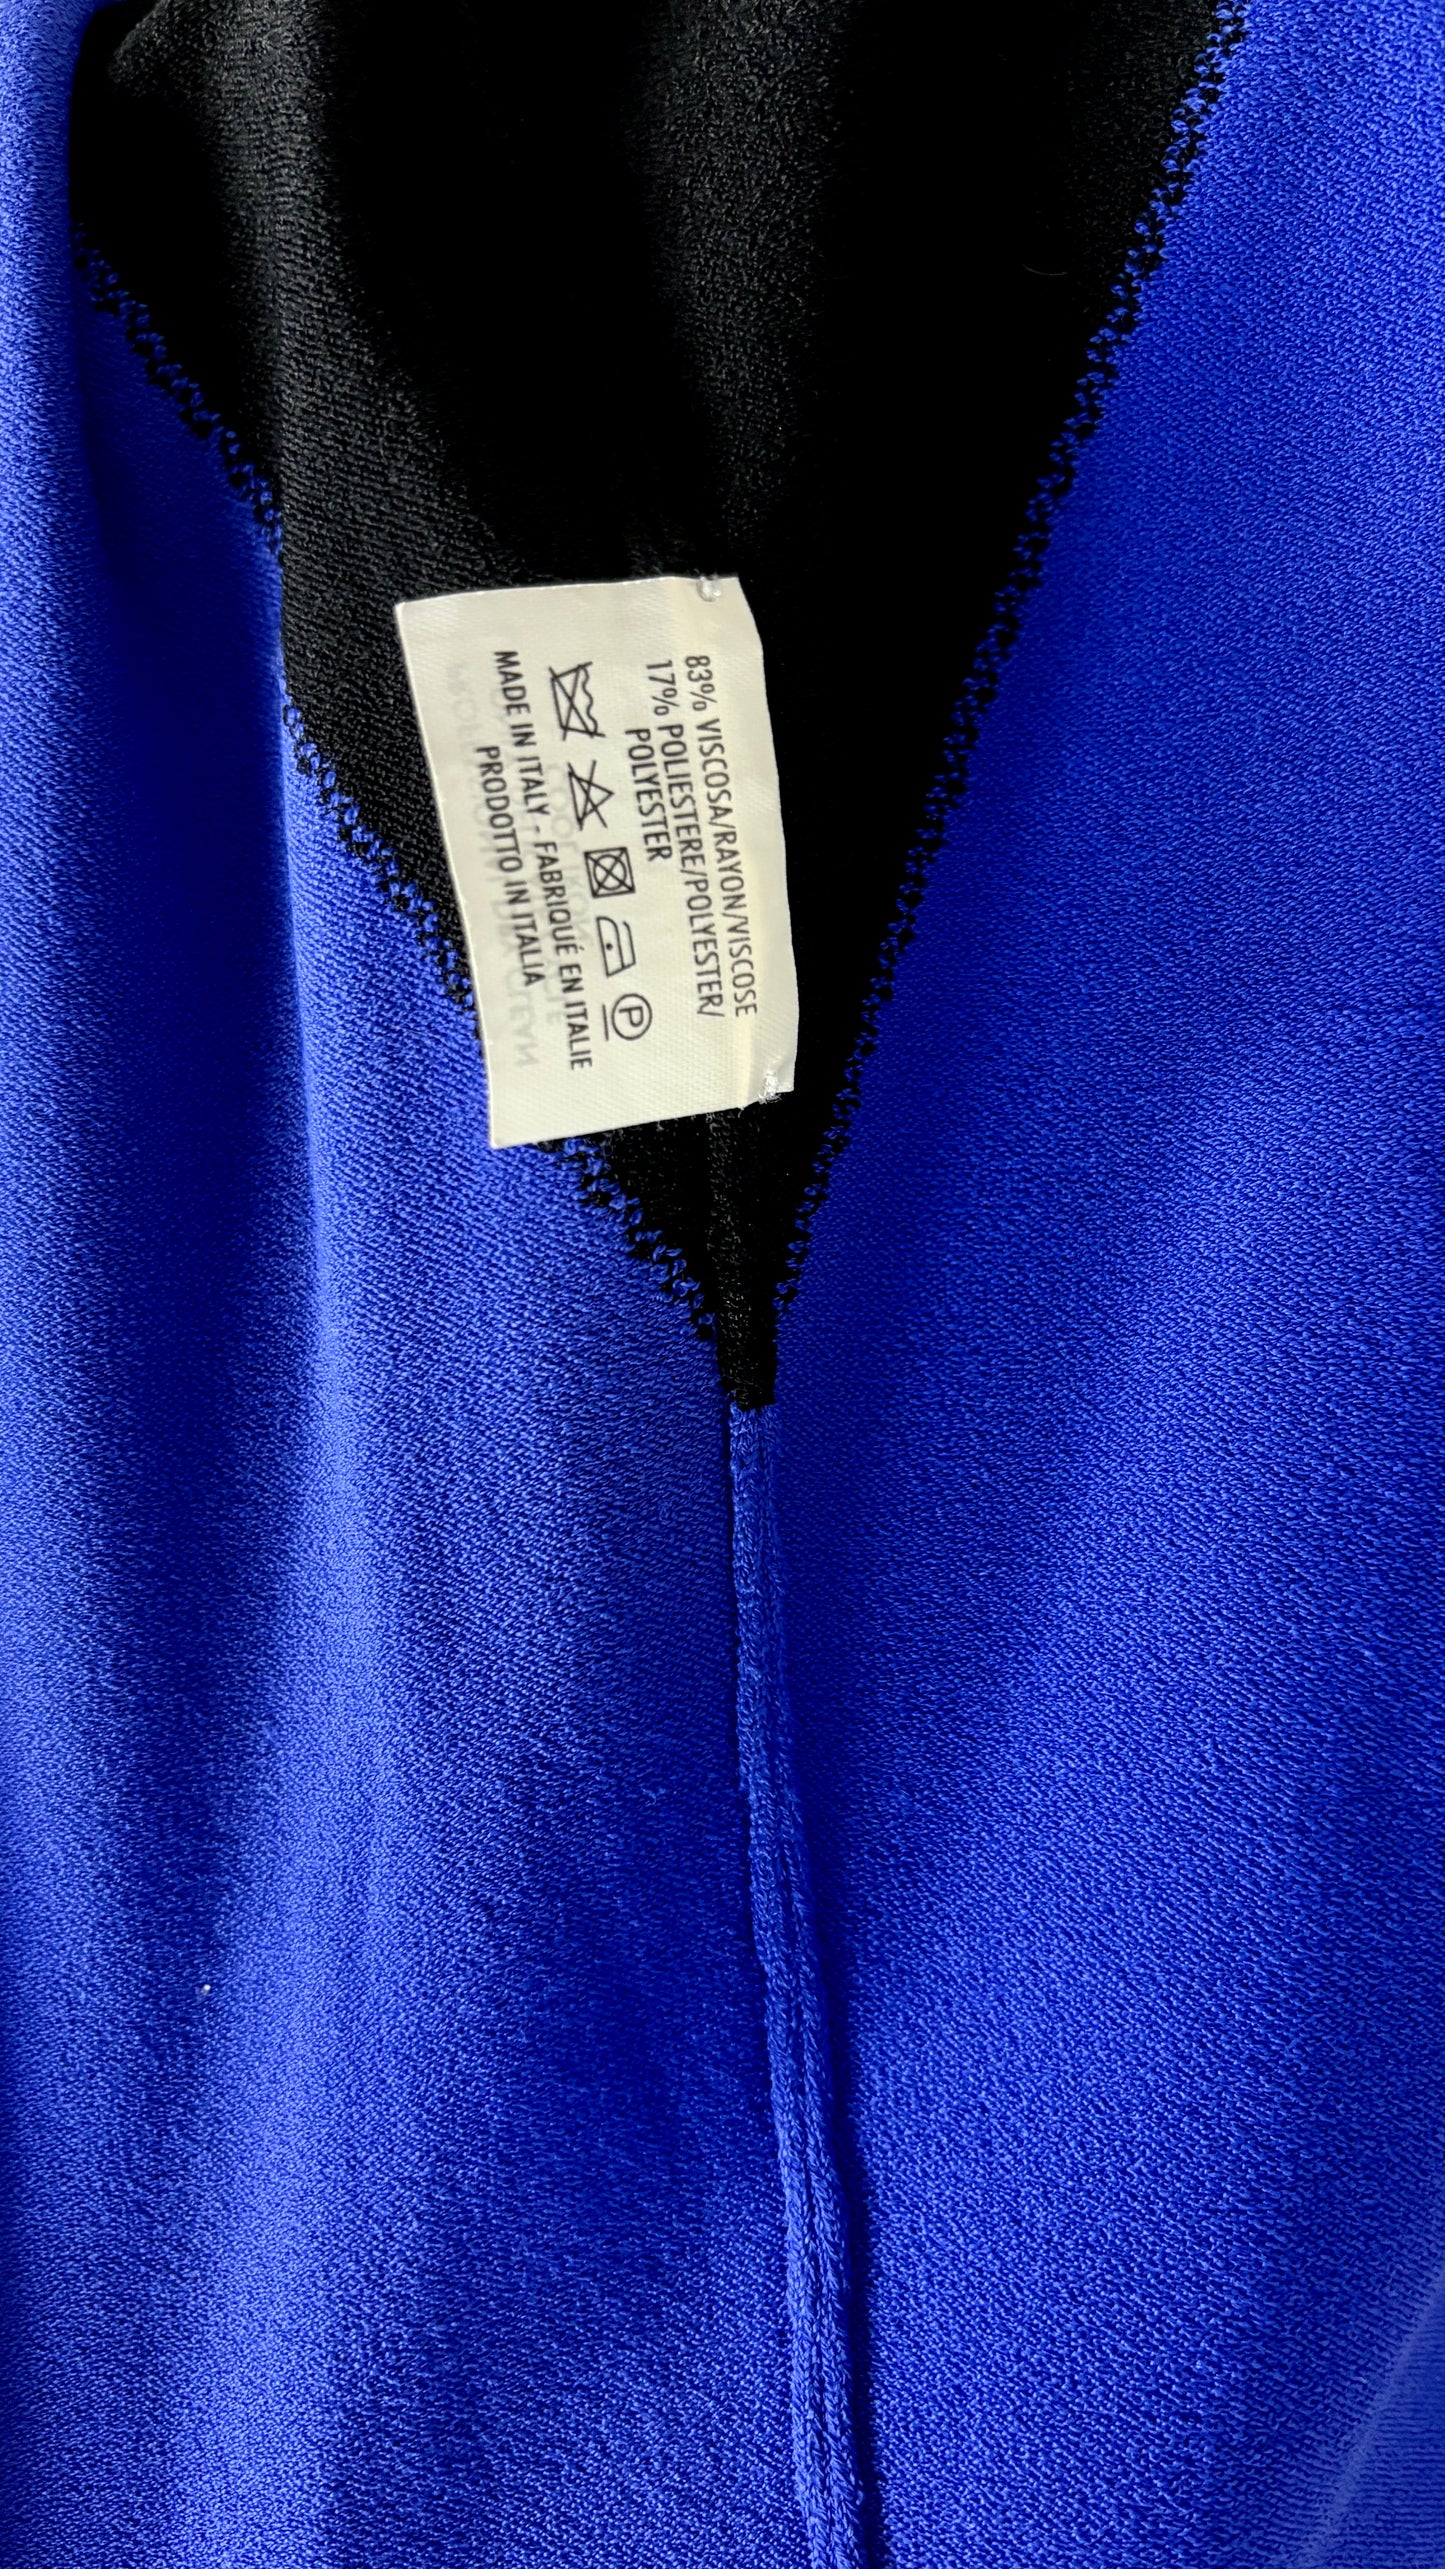 83% VISCOSA/RAYON/VISCOSE
17% POLIESTERE/POLYESTER/
POLYESTER
P
MADE IN ITALY - FABRIQUÉ EN ITALIE
PRODOTTO IN ITALIA